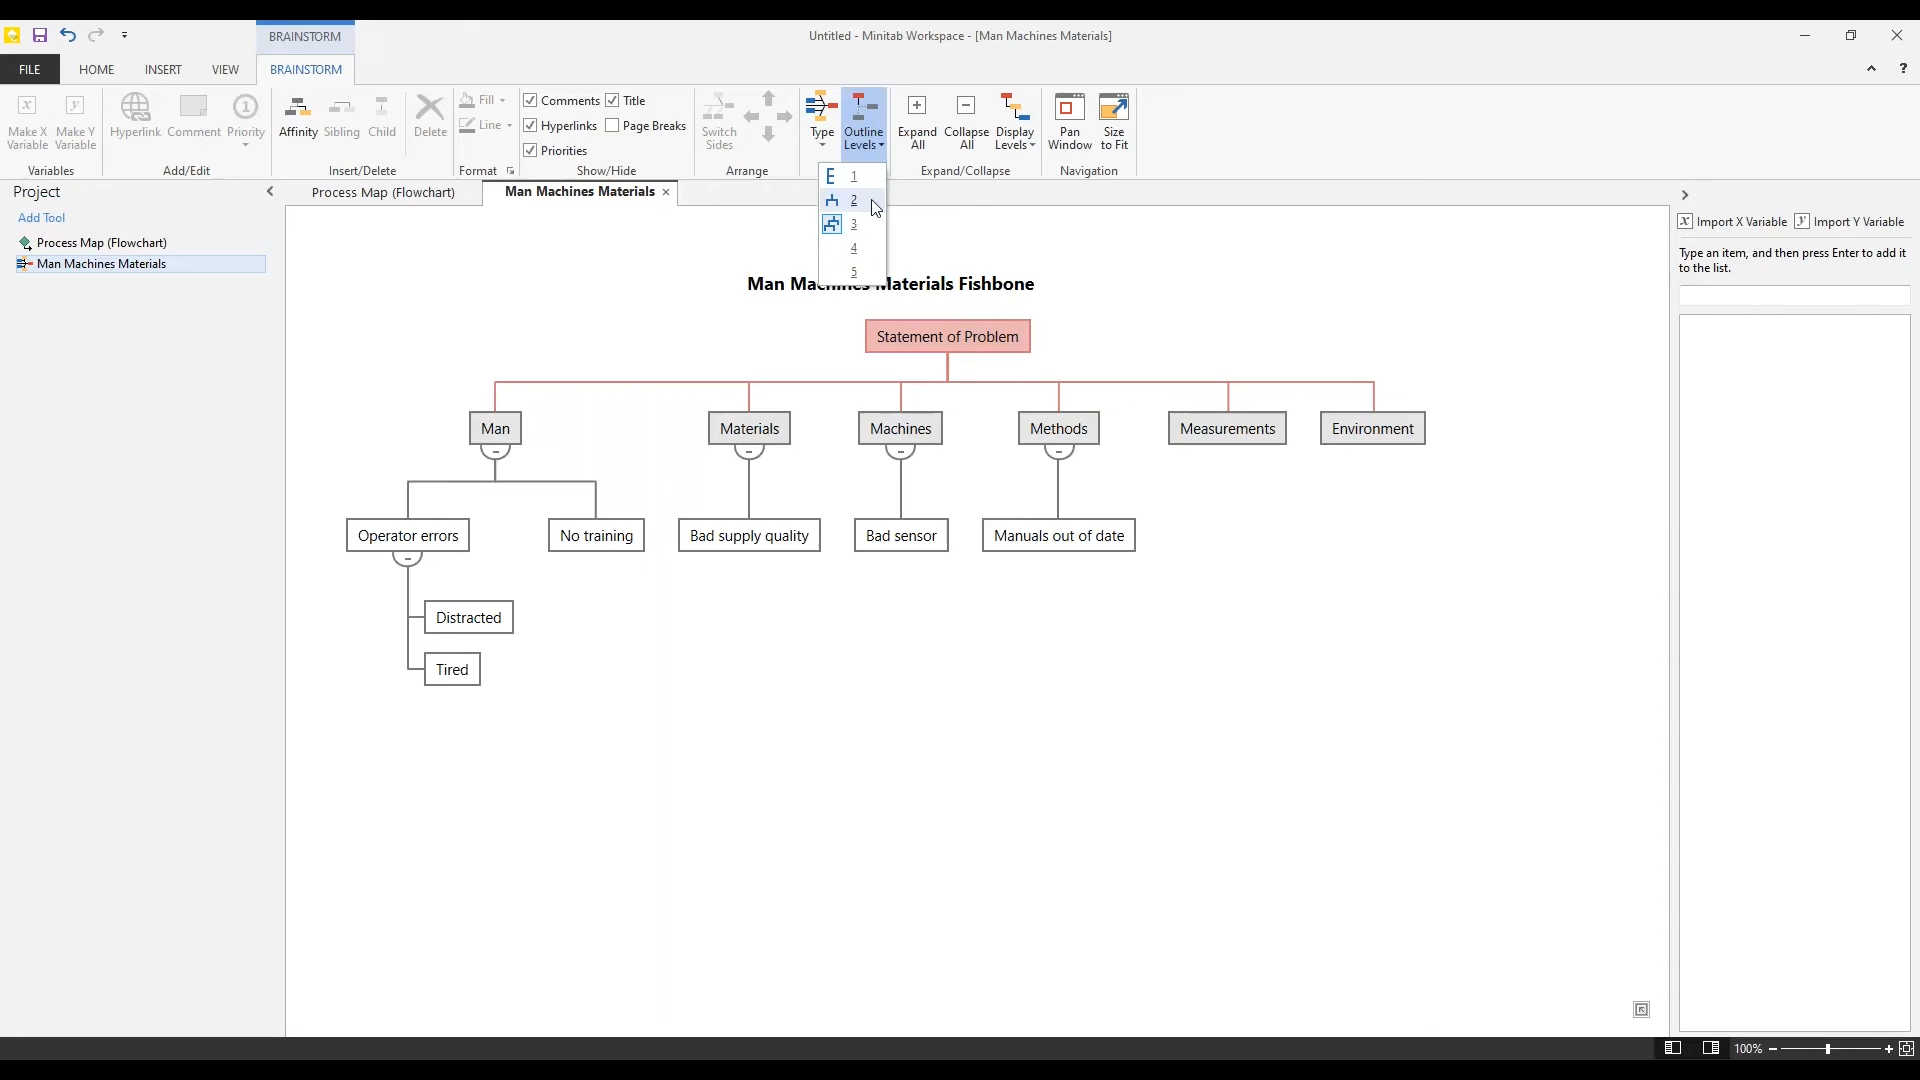 BRAINSTORM
Untitled - Minitab Workspace - [Man Machines Materials]
FILE HOME INSERT VIEW BRAINSTORM ?
x Make X Variable
y Make Y Variable
Variables
Hyperlink Comment Priority
Add/Edit
Affinity Sibling Child Delete
Insert/Delete
Fill
Line
Format
Comments Title
Hyperlinks Page Breaks
Priorities
Show/Hide
Switch Sides
Arrange
Type
Outline Levels
Expand All
Collapse All
Display Levels
Expand/Collapse
Pan Window
Size to Fit
Navigation
1
2
3
4
5
Project
Add Tool
Process Map (Flowchart)
Man Machines Materials
Process Map (Flowchart) Man Machines Materials
x Import X Variable y Import Y Variable
Type an item, and then press Enter to add it
to the list.
Man Machines Materials Fishbone
Statement of Problem
Man Materials Machines Methods Measurements Environment
Operator errors No training Bad supply quality Bad sensor Manuals out of date
Distracted
Tired
100%